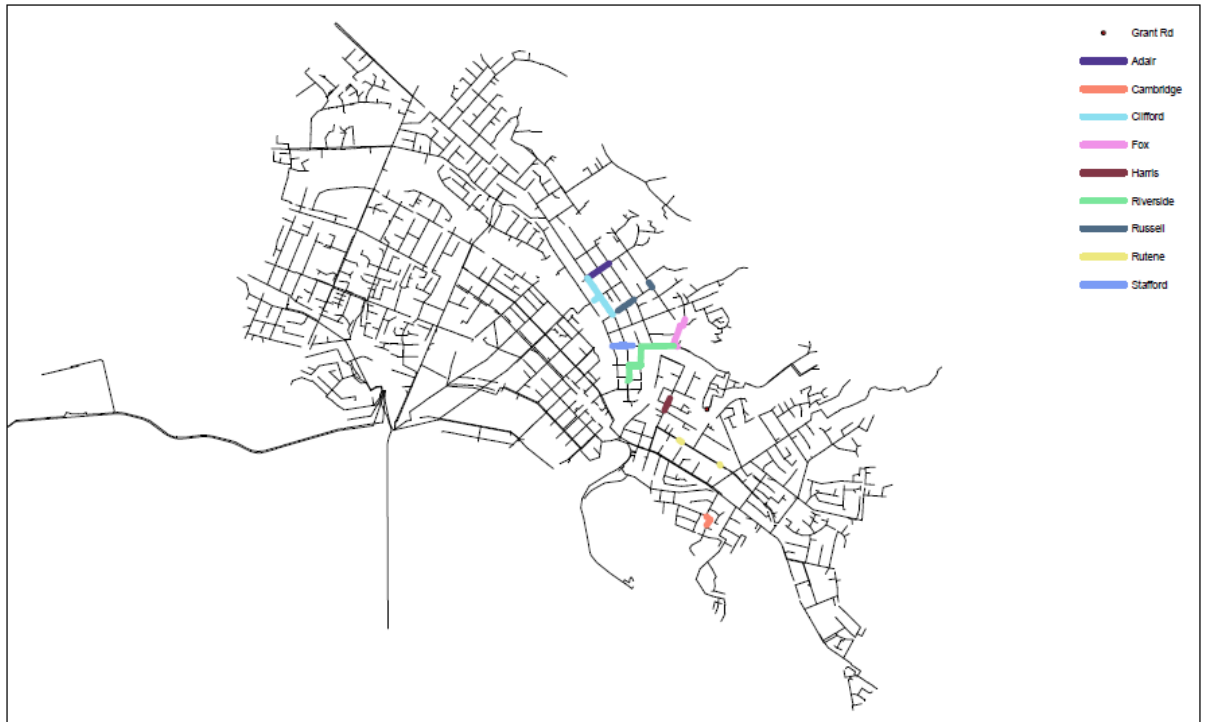 Grant Rd
Adair
Cambridge
Clifford
Fox
Harris
Riverside
Russell
Rutene
Stafford